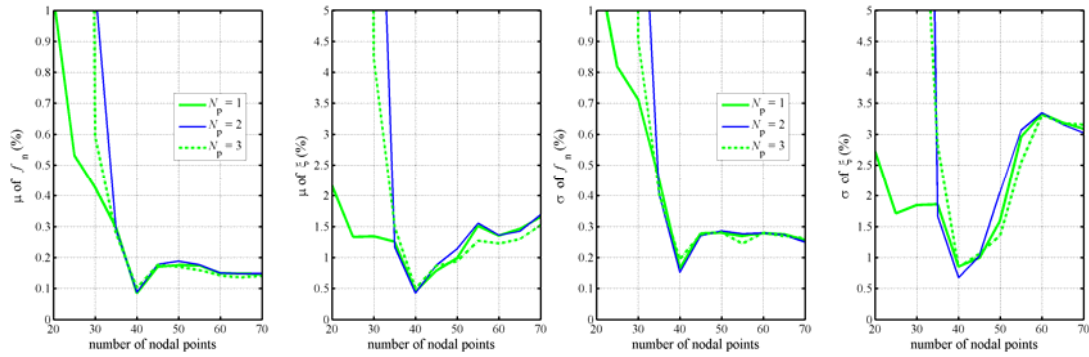 1
0.9
0.8
0.7
0.6
0.5
0.4
0.3
0.2
0.1
0
20 30 40 50 60 70
number of nodal points
μ of f n (%)
N P = 1
N P = 2
N P = 3
5
4.5
4
3.5
3
2.5
2
1.5
1
0.5
0
20 30 40 50 60 70
number of nodal points
μ of ξ (%)
1
0.9
0.8
0.7
0.6
0.5
0.4
0.3
0.2
0.1
0
20 30 40 50 60 70
number of nodal points
σ of f n (%)
N P = 1
N P = 2
N P = 3
5
4.5
4
3.5
3
2.5
2
1.5
1
0.5
0
20 30 40 50 60 70
number of nodal points
σ of ξ (%)